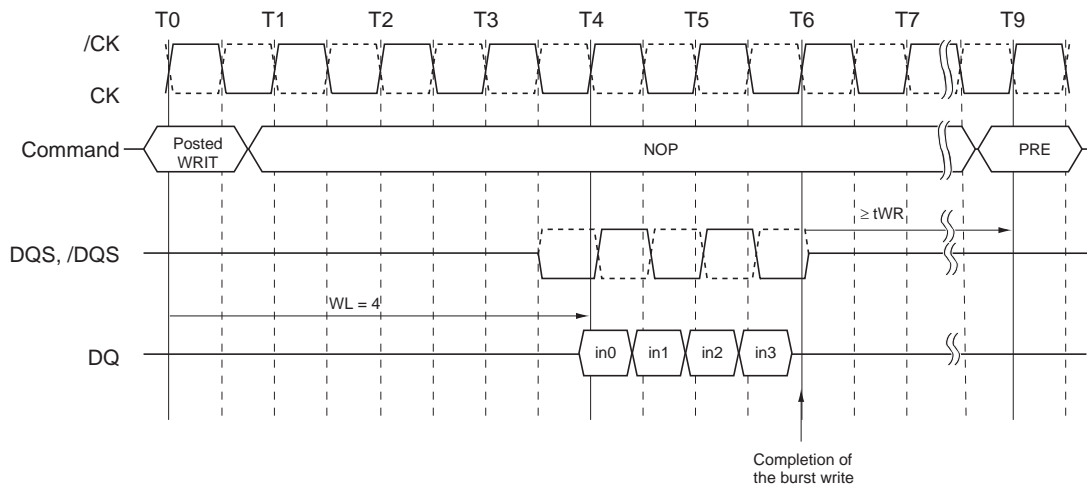 T0 T1 T2 T3 T4 T5 T6 T7 T9
/CK
CK
Command
Posted
WRIT
NOP
PRE
≥ tWR
DQS, /DQS
WL = 4
DQ
in0 in1 in2 in3
Completion of
the burst write